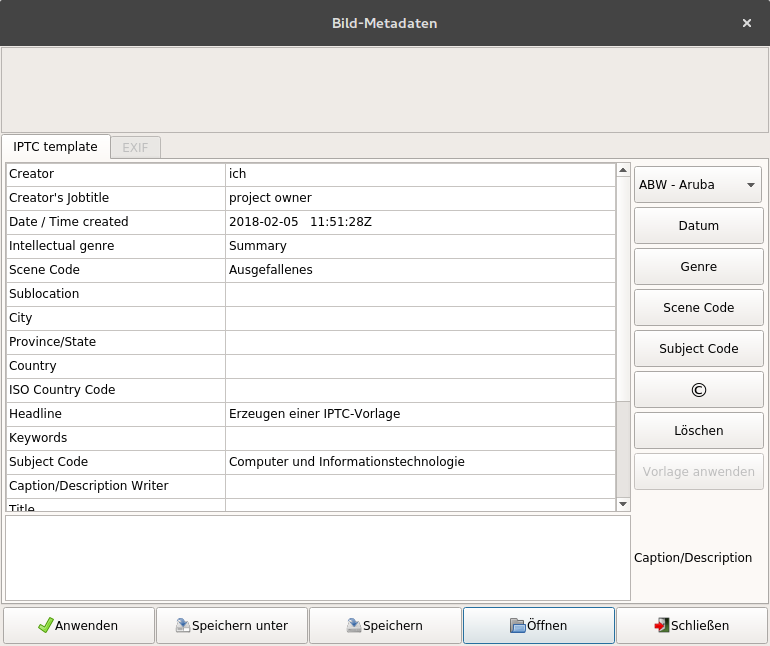 Bild-Metadaten ×
IPTC template EXIF
Creator ich
Creator's Jobtitle project owner
Date / Time created 2018-02-05 11:51:28Z
Intellectual genre Summary
Scene Code Ausgefallenes
Sublocation
City
Province/State
Country
ISO Country Code
Headline Erzeugen einer IPTC-Vorlage
Keywords
Subject Code Computer und Informationstechnologie
Caption/Description Writer
Title
ABW - Aruba
Datum
Genre
Scene Code
Subject Code
©
Löschen
Vorlage anwenden
Caption/Description
Anwenden Speichern unter Speichern Öffnen Schließen